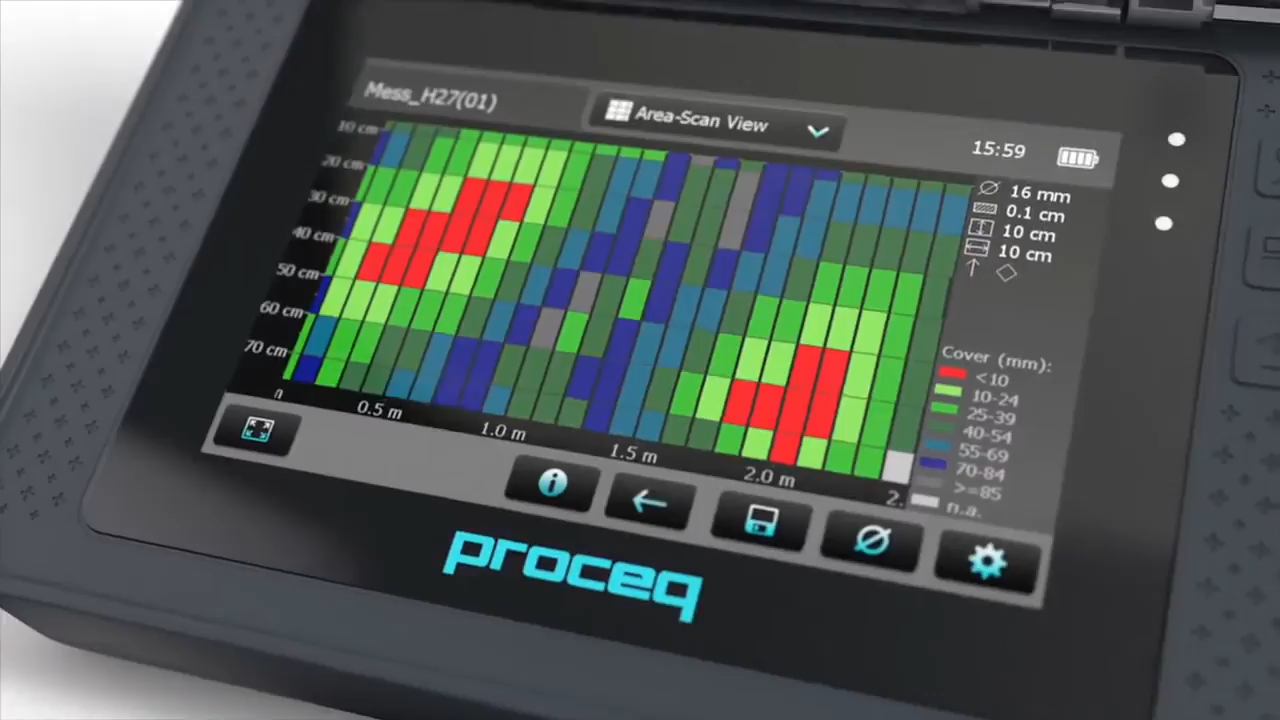 Mess_H27(01)
Area-Scan View
15:59
16 mm
0.1 cm
10 cm
10 cm
10 cm
20 cm
30 cm
40 cm
50 cm
60 cm
70 cm
0.5 m
1.0 m
1.5 m
2.0 m
2.
Cover (mm):
<10
10-24
25-39
40-54
55-69
70-84
>=85
n.a.
proceq